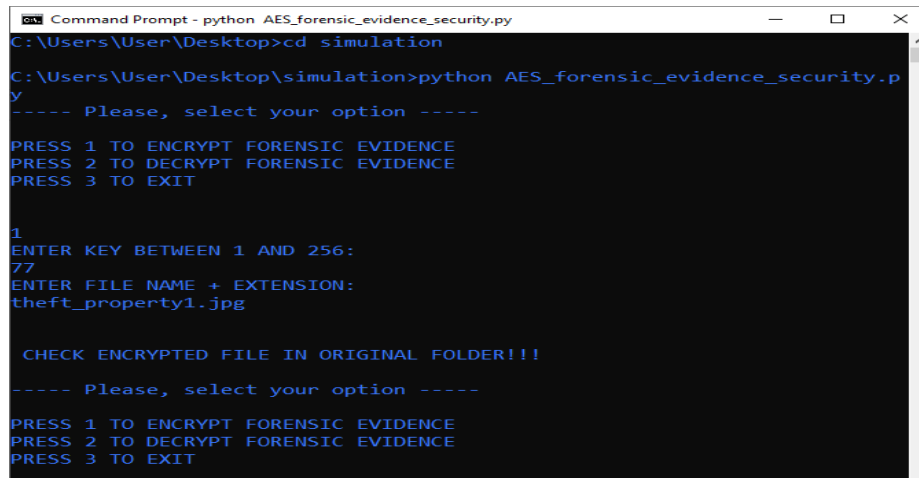 Command Prompt - python AES_forensic_evidence_security.py
C:\Users\User\Desktop>cd simulation
C:\Users\User\Desktop\simulation>python AES_forensic_evidence_security.p
y
----- Please, select your option -----
PRESS 1 TO ENCRYPT FORENSIC EVIDENCE
PRESS 2 TO DECRYPT FORENSIC EVIDENCE
PRESS 3 TO EXIT
1
ENTER KEY BETWEEN 1 AND 256:
77
ENTER FILE NAME + EXTENSION:
theft_property1.jpg
CHECK ENCRYPTED FILE IN ORIGINAL FOLDER!!!
----- Please, select your option -----
PRESS 1 TO ENCRYPT FORENSIC EVIDENCE
PRESS 2 TO DECRYPT FORENSIC EVIDENCE
PRESS 3 TO EXIT